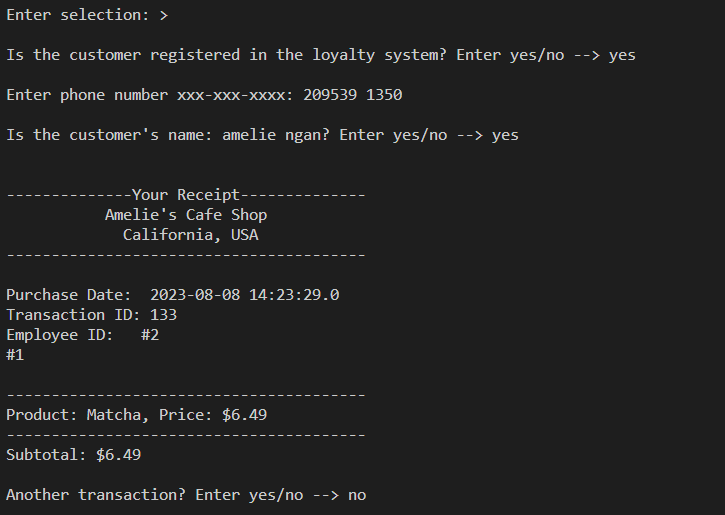 Enter selection: >
Is the customer registered in the loyalty system? Enter yes/no --> yes
Enter phone number xxx-xxx-xxxx: 209539 1350
Is the customer's name: amelie ngan? Enter yes/no --> yes
--------------Your Receipt--------------
Amelie's Cafe Shop
California, USA
----------------------------------------
Purchase Date:  2023-08-08 14:23:29.0
Transaction ID: 133
Employee ID:   #2
#1
----------------------------------------
Product: Matcha, Price: $6.49
----------------------------------------
Subtotal: $6.49
Another transaction? Enter yes/no --> no